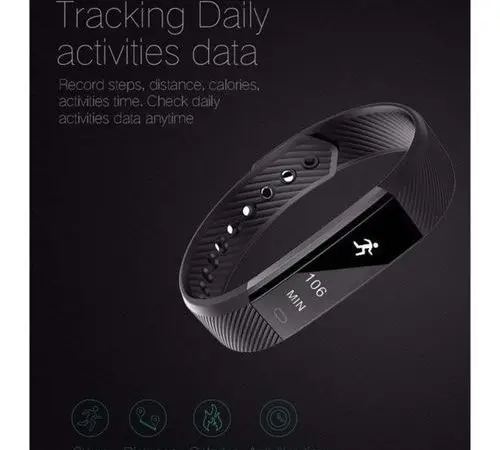 Tracking Daily
activities data
Record steps, distance, calories,
activities time. Check daily
activities data anytime
106
MIN